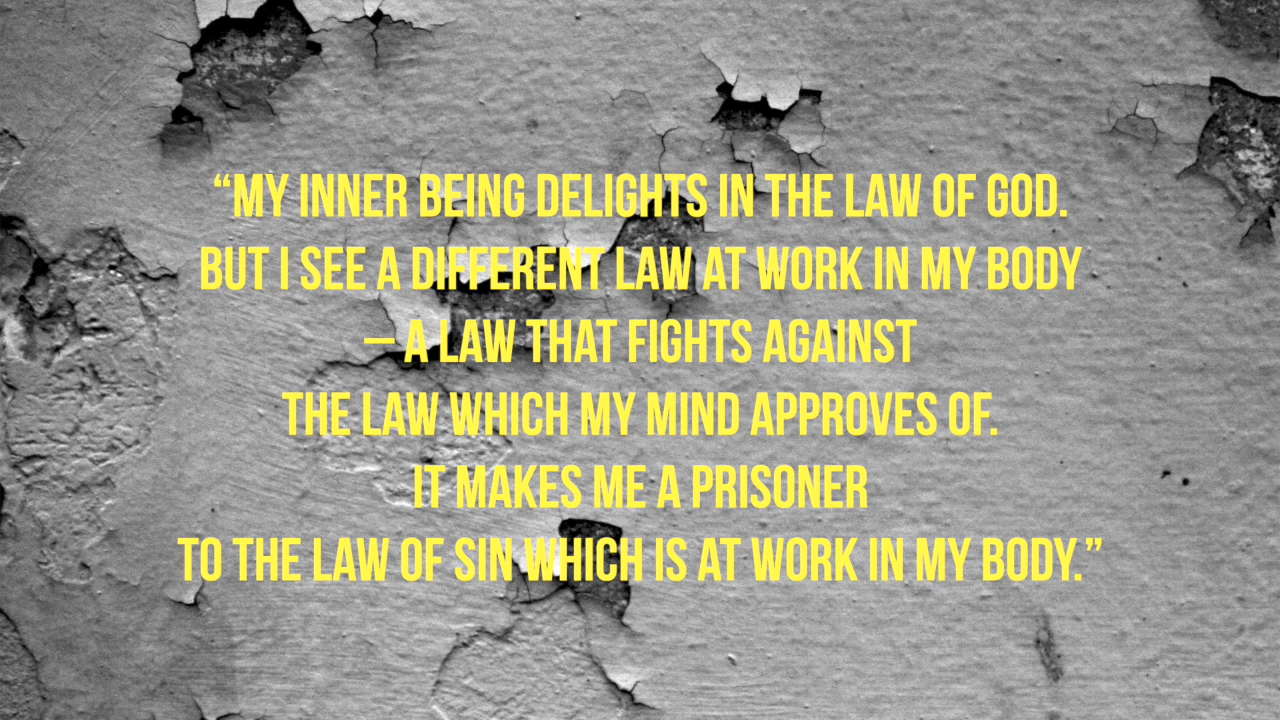 “MY INNER BEING DELIGHTS IN THE LAW OF GOD.
BUT I SEE A DIFFERENT LAW AT WORK IN MY BODY
– A LAW THAT FIGHTS AGAINST
THE LAW WHICH MY MIND APPROVES OF.
IT MAKES ME A PRISONER
TO THE LAW OF SIN WHICH IS AT WORK IN MY BODY.”